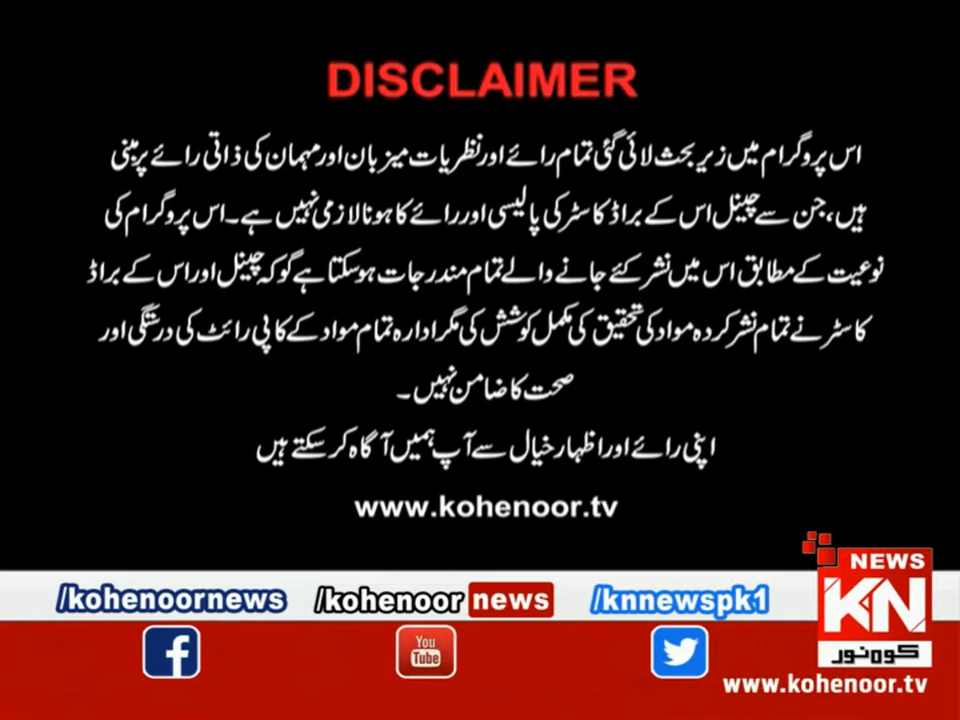 DISCLAIMER
اس پروگرام میں زیر بحث لائی گئی تمام رائے اور نظریات میزبان اور مہمان کی ذاتی رائے پر مبنی
ہیں، جن سے چینل اس کے براڈ کاسٹر کی پالیسی اور رائے کا ہونا لازمی نہیں ہے۔ اس پروگرام کی
نوعیت کے مطابق اس میں نشر کئے جانے والے تمام مندرجات ہو سکتا ہے گو کہ چینل اور اس کے براڈ
کاسٹر نے تمام نشر کردہ مواد کی تحقیق کی مکمل کوشش کی مگر ادارہ تمام مواد کے کاپی رائٹ کی درستگی اور
صحت کا ضامن نہیں۔
اپنی رائے اور اظہار خیال سے آپ ہمیں آگاہ کر سکتے ہیں
www.kohenoor.tv
/kohenoornews /kohenoor news /knnewspk1
f You Tube
NEWS
KN
کوہ نور
www.kohenoor.tv